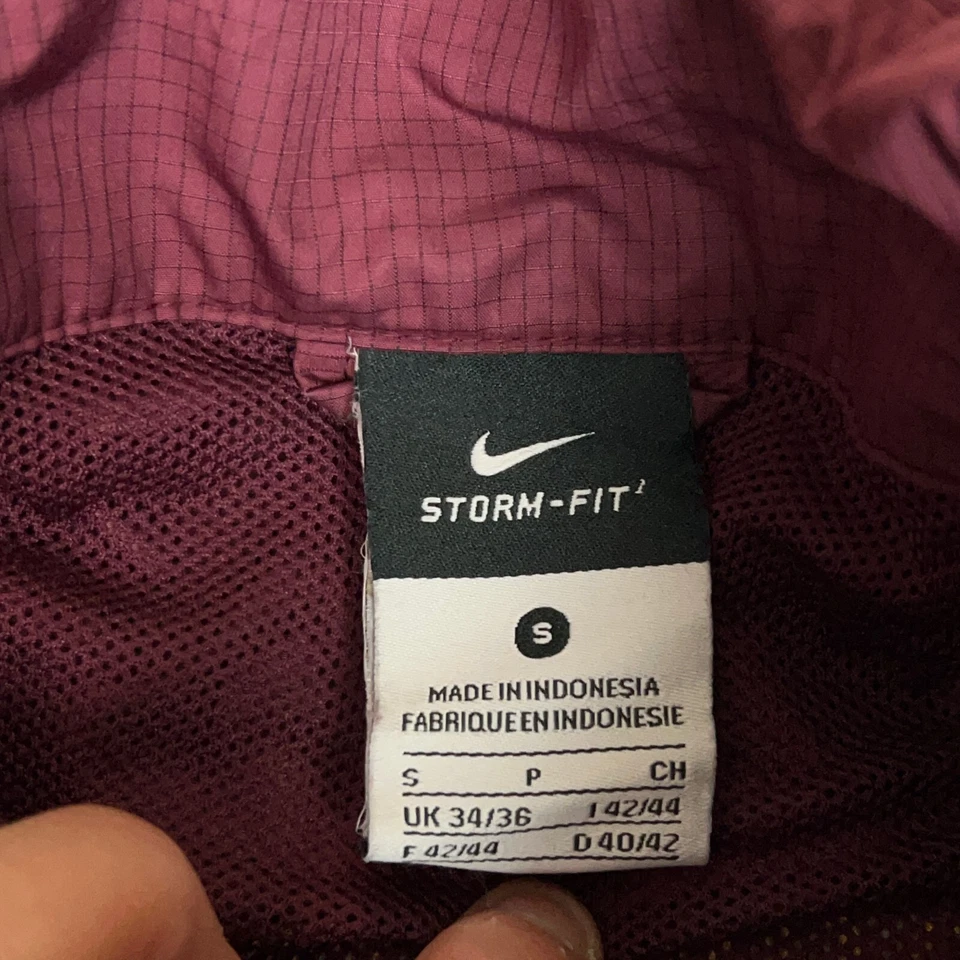 STORM-FIT
S
MADE IN INDONESIA
FABRIQUE EN INDONESIE
S P CH
UK 34/36 I 42/44
F 42/44 D 40/42